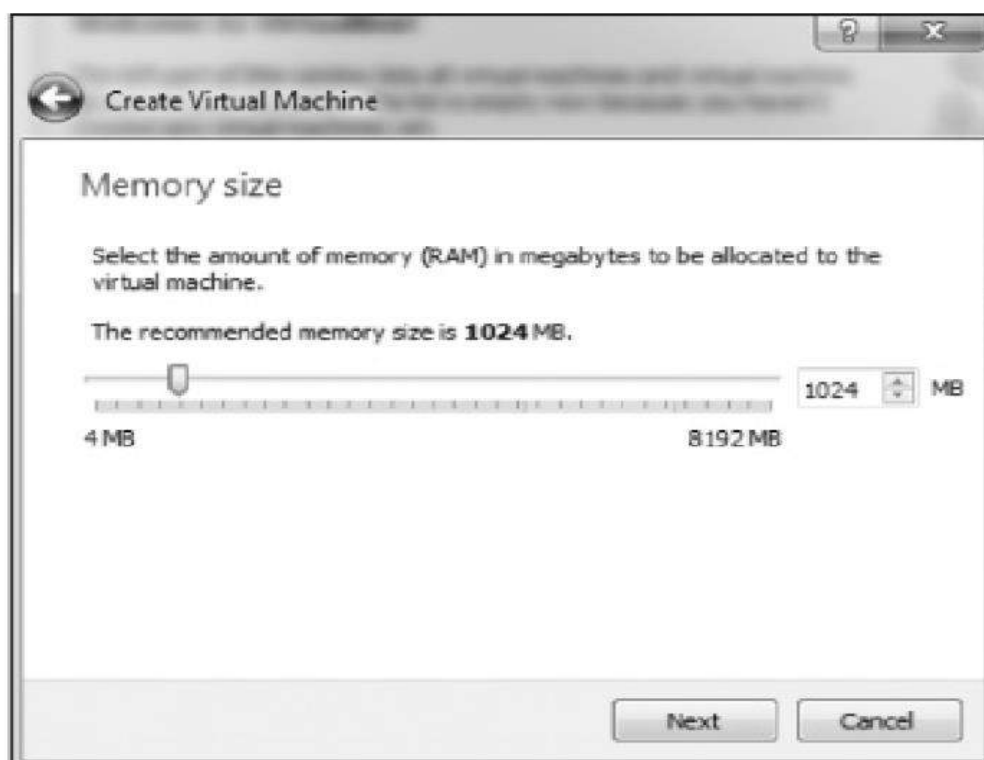 Create Virtual Machine
Memory size
Select the amount of memory (RAM) in megabytes to be allocated to the
virtual machine.
The recommended memory size is 1024 MB.
1024 MB
4 MB 8192 MB
Next Cancel